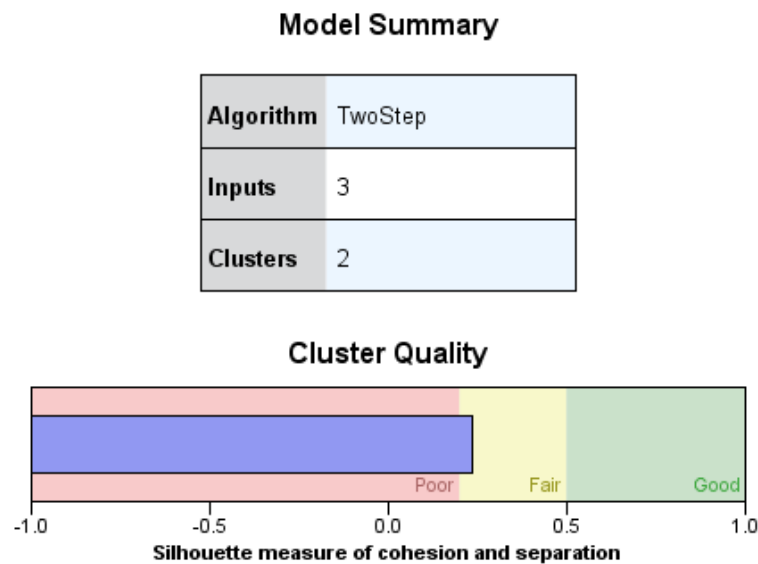 Model Summary
Algorithm TwoStep
Inputs 3
Clusters 2
Cluster Quality
Poor Fair Good
-1.0 -0.5 0.0 0.5 1.0
Silhouette measure of cohesion and separation